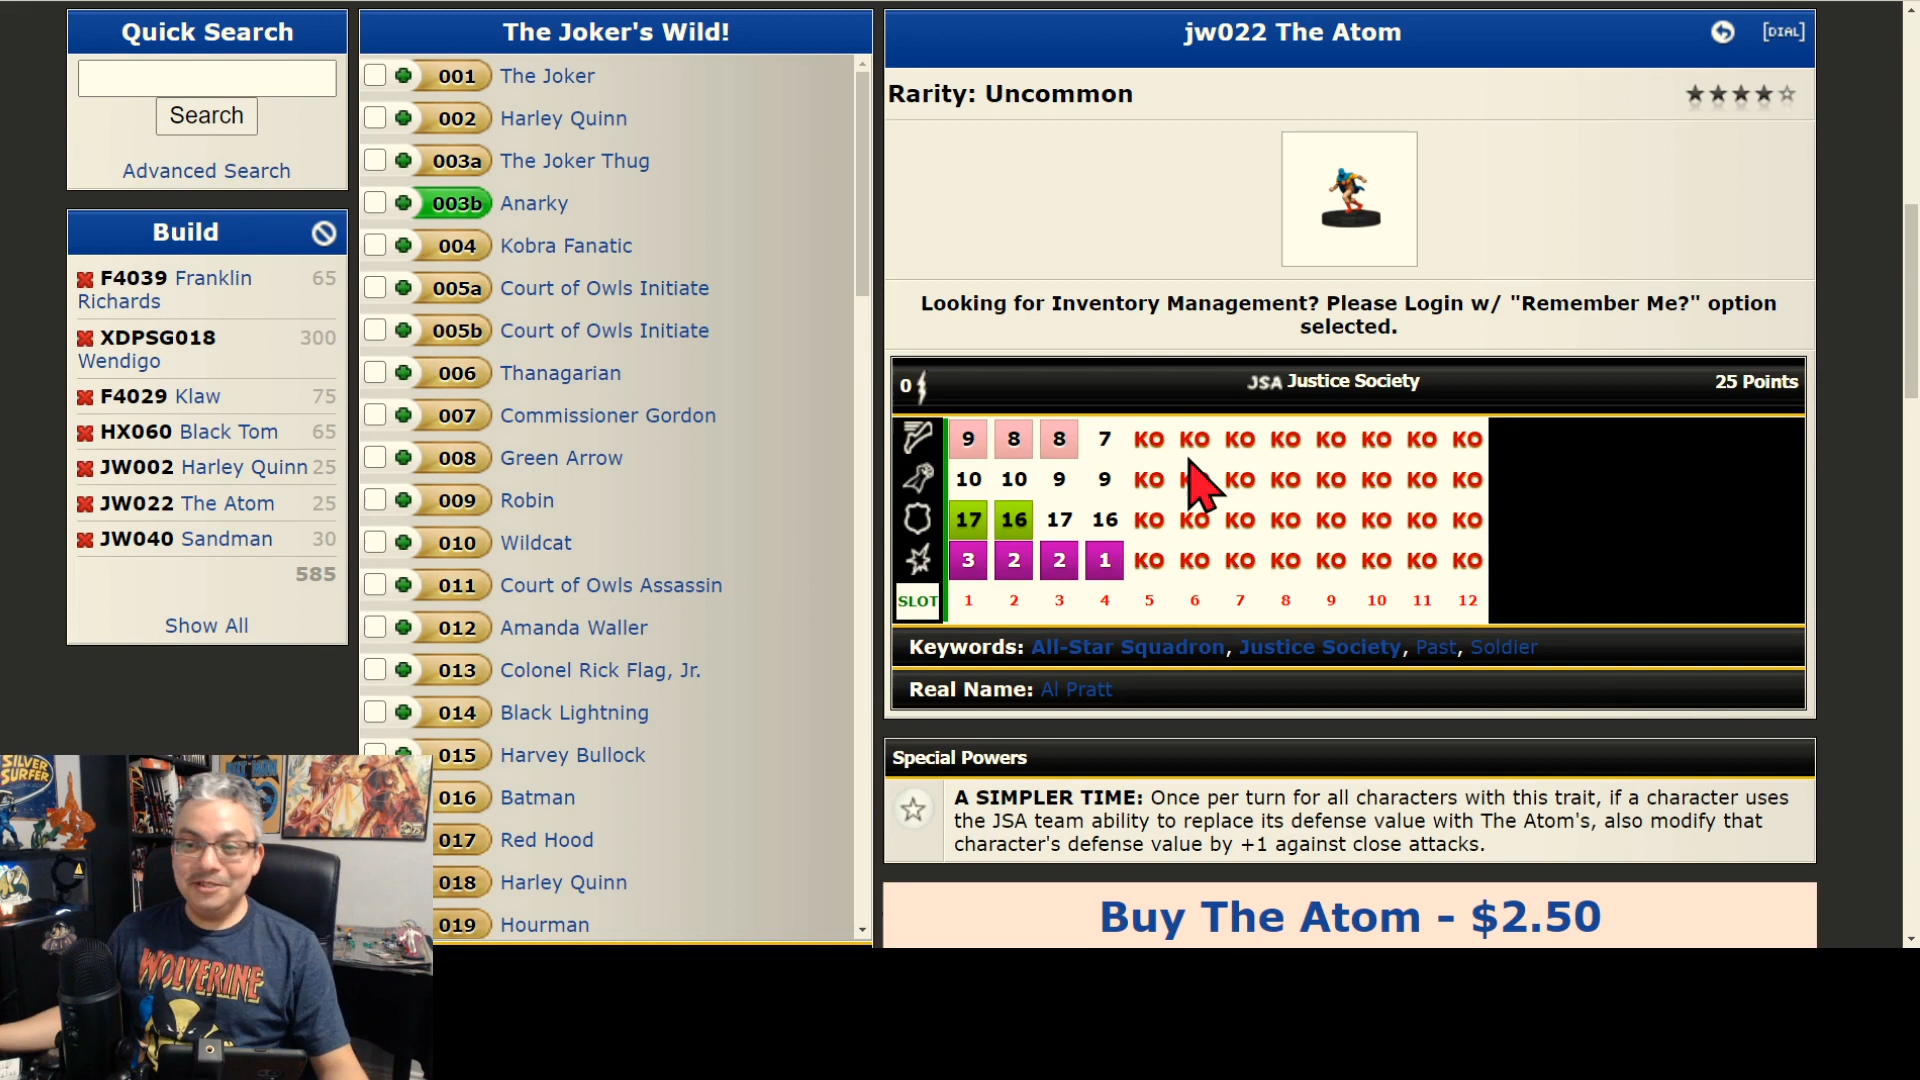 Quick Search
Search
Advanced Search
Build
F4039 Franklin Richards 65
XDPSG018 Wendigo 300
F4029 Klaw 75
HX060 Black Tom 65
JW002 Harley Quinn 25
JW022 The Atom 25
JW040 Sandman 30
585
Show All
The Joker's Wild!
001 The Joker
002 Harley Quinn
003a The Joker Thug
003b Anarky
004 Kobra Fanatic
005a Court of Owls Initiate
005b Court of Owls Initiate
006 Thanagarian
007 Commissioner Gordon
008 Green Arrow
009 Robin
010 Wildcat
011 Court of Owls Assassin
012 Amanda Waller
013 Colonel Rick Flag, Jr.
014 Black Lightning
015 Harvey Bullock
016 Batman
017 Red Hood
018 Harley Quinn
019 Hourman
jw022 The Atom
[DIAL]
Rarity: Uncommon
Looking for Inventory Management? Please Login w/ "Remember Me?" option
selected.
0 JSA Justice Society 25 Points
9 8 8 7 KO KO KO KO KO KO KO KO
10 10 9 9 KO KO KO KO KO KO KO KO
17 16 17 16 KO KO KO KO KO KO KO KO
3 2 2 1 KO KO KO KO KO KO KO KO
SLOT 1 2 3 4 5 6 7 8 9 10 11 12
Keywords: All-Star Squadron, Justice Society, Past, Soldier
Real Name: Al Pratt
Special Powers
A SIMPLER TIME: Once per turn for all characters with this trait, if a character uses
the JSA team ability to replace its defense value with The Atom's, also modify that
character's defense value by +1 against close attacks.
Buy The Atom - $2.50
SILVER
SURFER
WOLVERINE